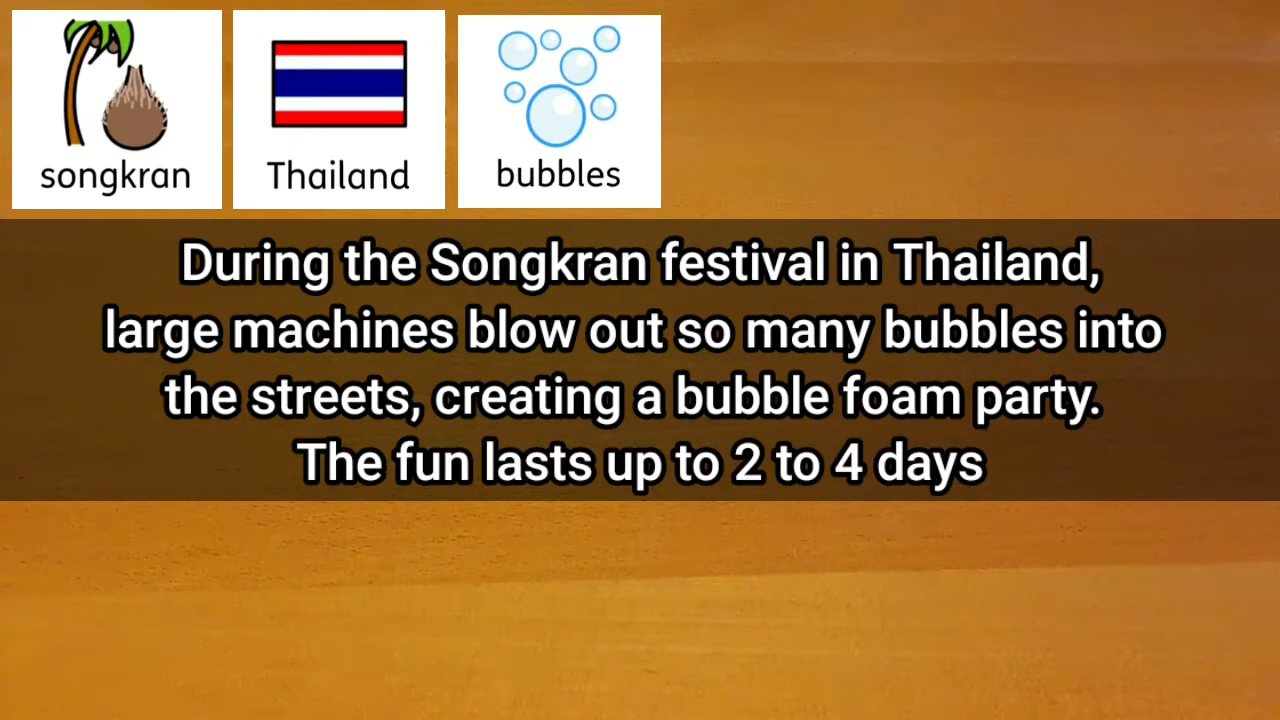 songkran
Thailand
bubbles
During the Songkran festival in Thailand,
large machines blow out so many bubbles into
the streets, creating a bubble foam party.
The fun lasts up to 2 to 4 days